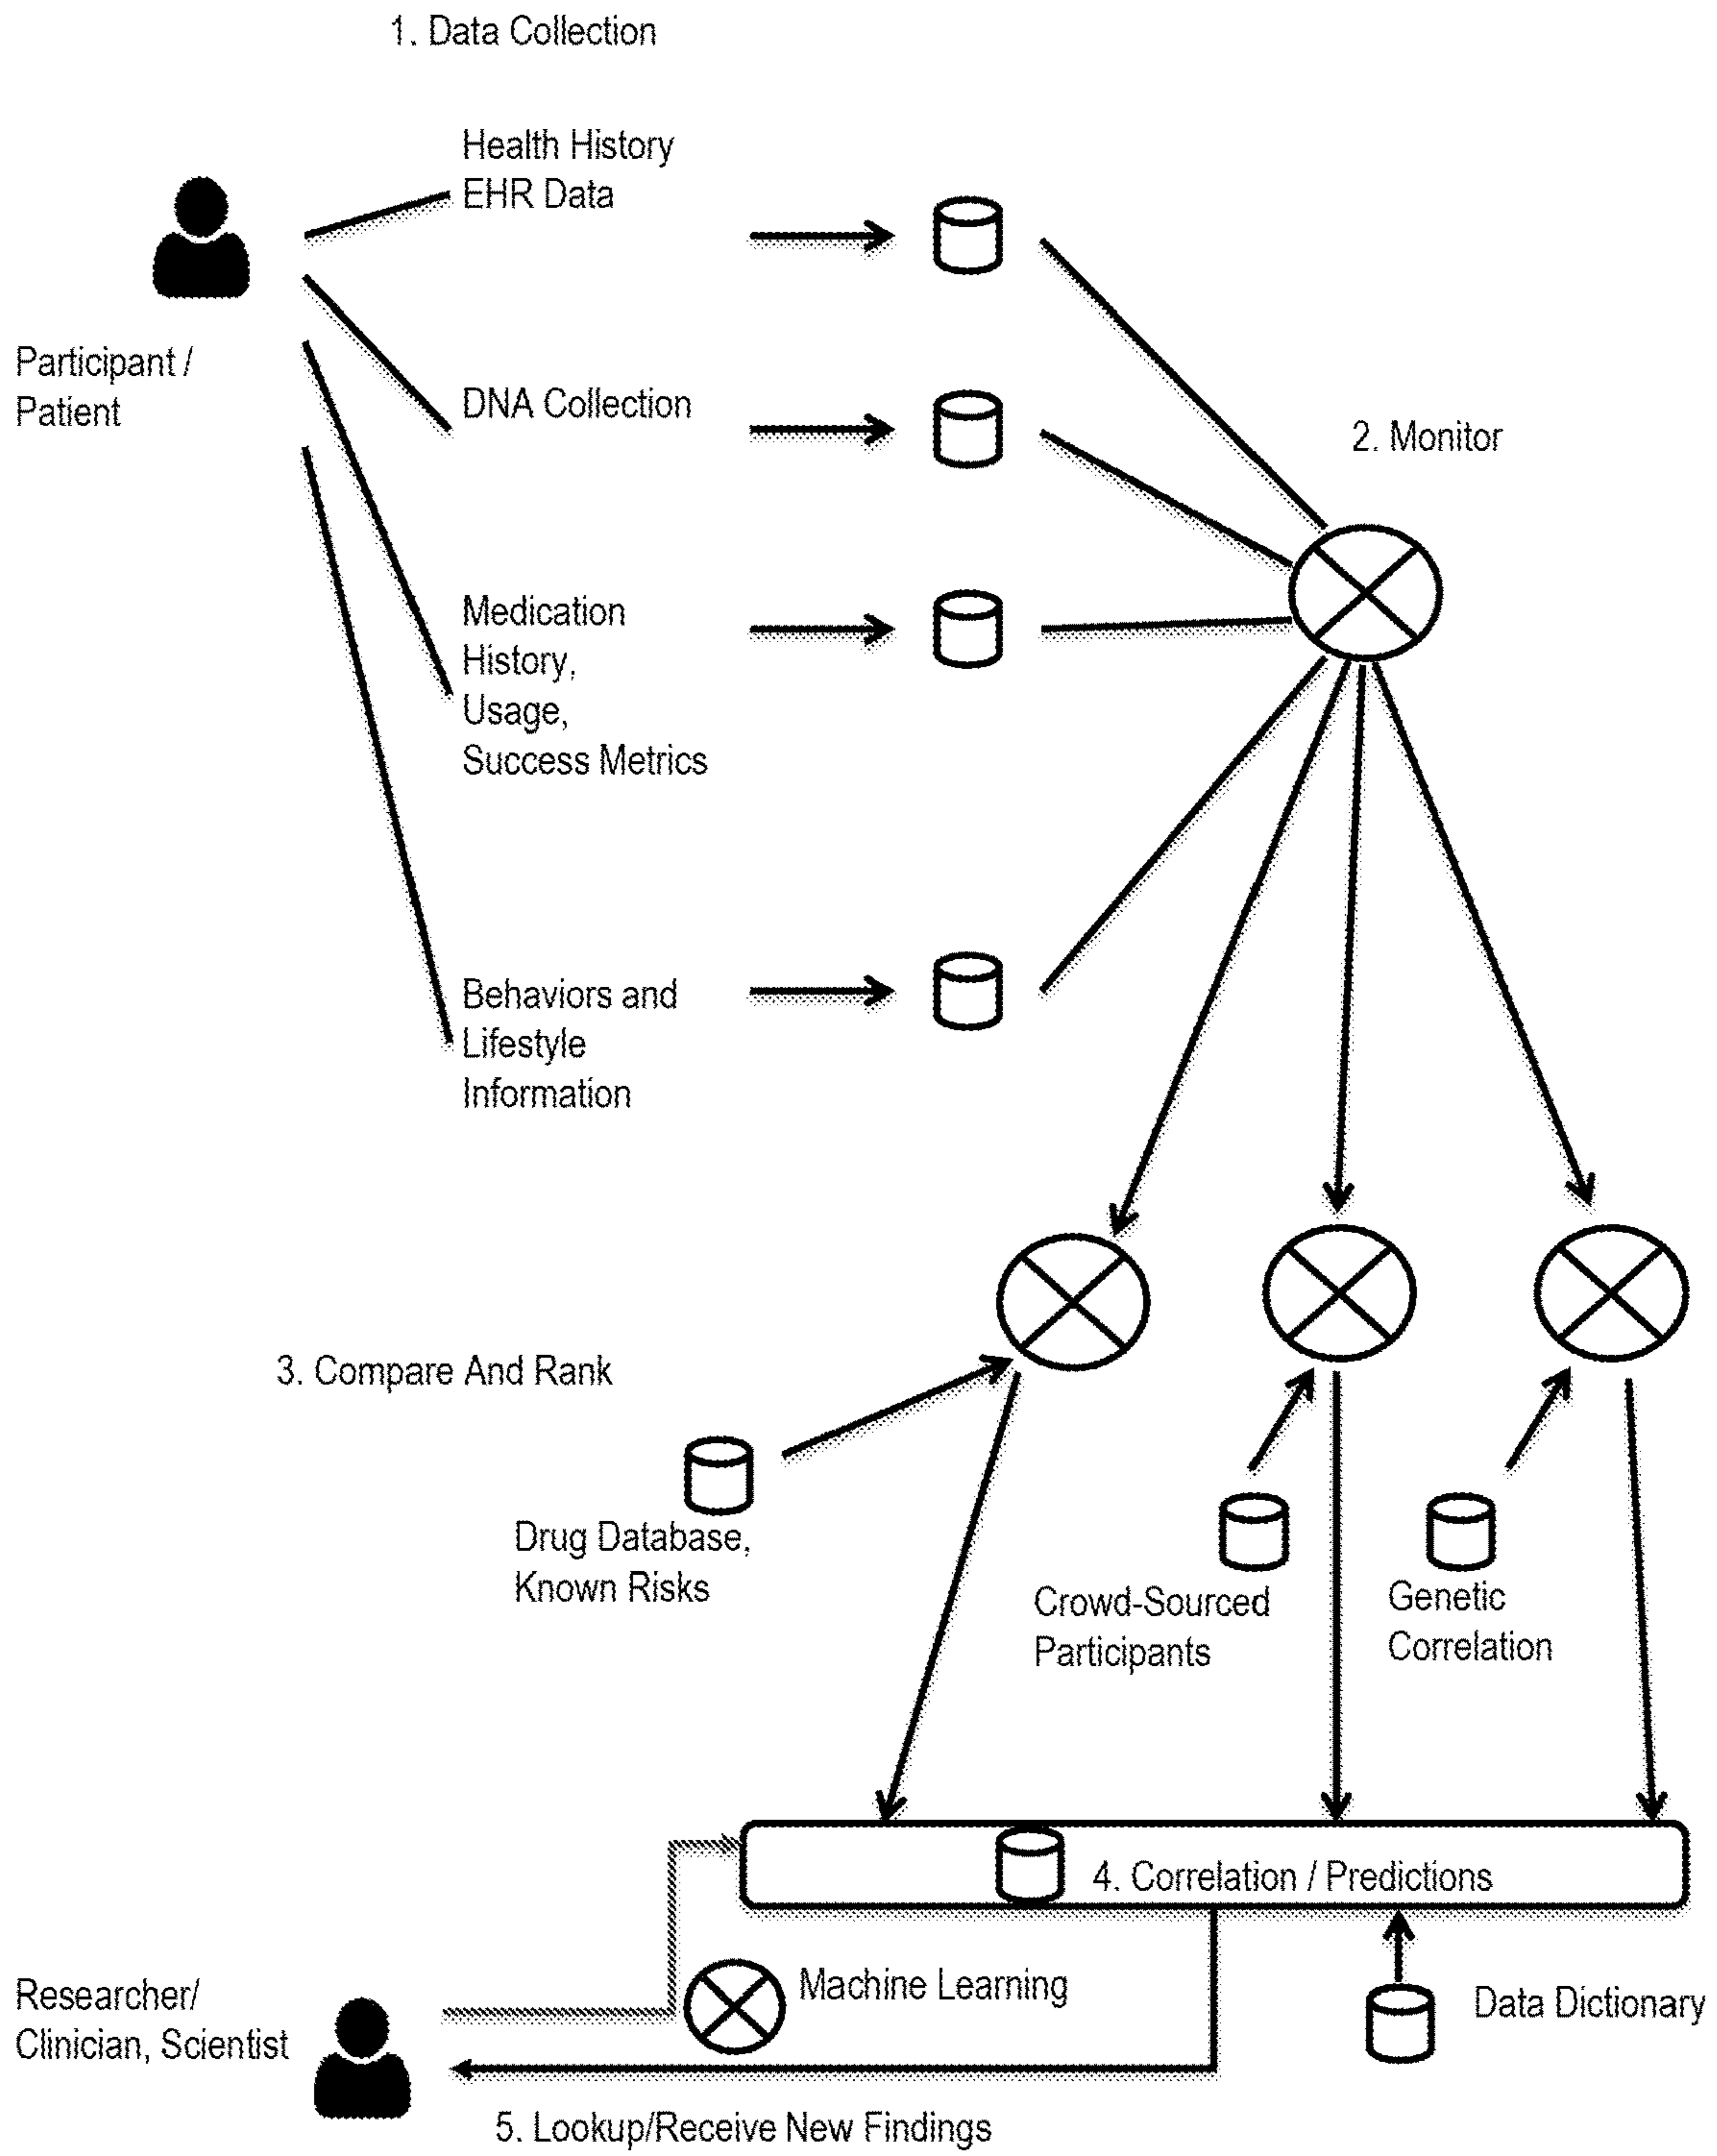 1. Data Collection
Health History
EHR Data
Participant /
Patient
DNA Collection
2. Monitor
Medication
History,
Usage,
Success Metrics
Behaviors and
Lifestyle
Information
3. Compare And Rank
Drug Database,
Known Risks
Crowd-Sourced
Participants
Genetic
Correlation
4. Correlation / Predictions
Machine Learning
Researcher/
Clinician, Scientist
Data Dictionary
5. Lookup/Receive New Findings